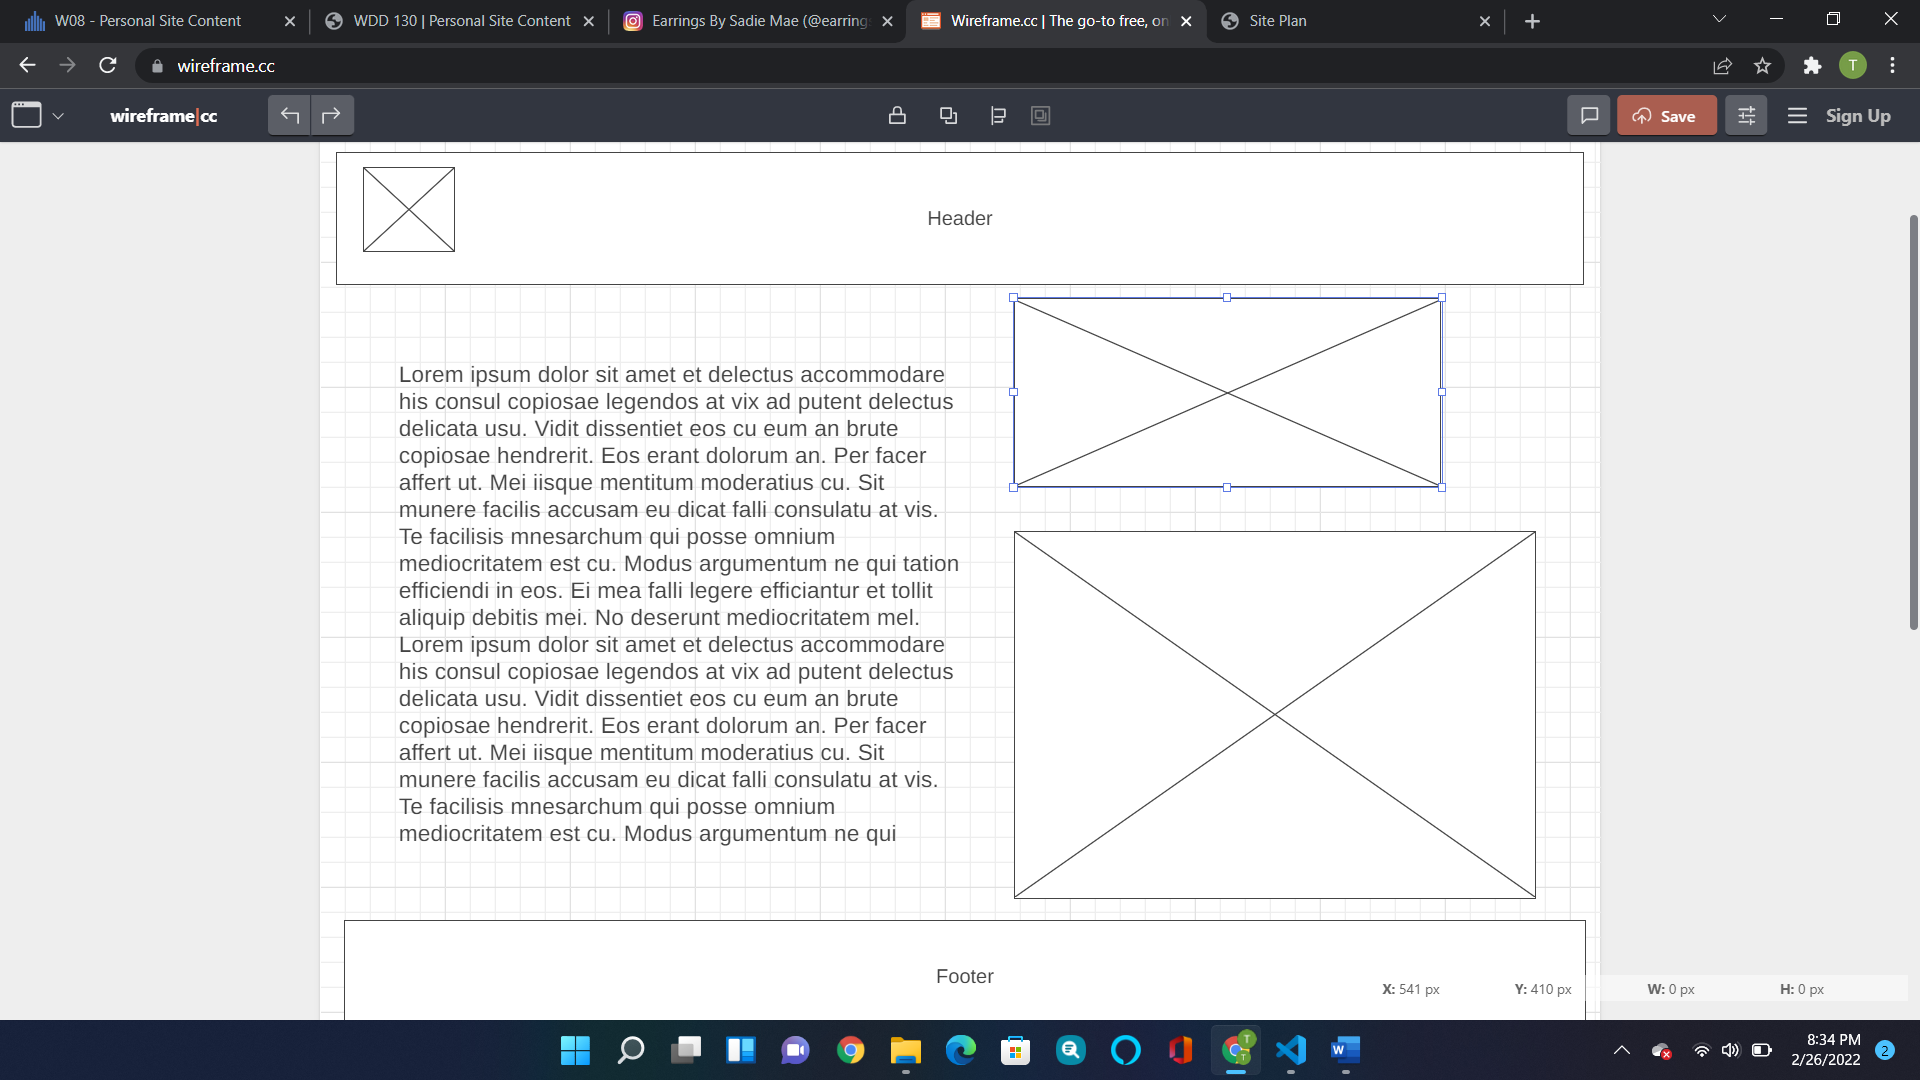 W08 - Personal Site Content
WDD 130 | Personal Site Content
Earrings By Sadie Mae (@earring
Wireframe.cc | The go-to free, on
Site Plan
wireframe.cc
T
wireframe|cc
Save
Sign Up
Header
Lorem ipsum dolor sit amet et delectus accommodare
his consul copiosae legendos at vix ad putent delectus
delicata usu. Vidit dissentiet eos cu eum an brute
copiosae hendrerit. Eos erant dolorum an. Per facer
affert ut. Mei iisque mentitum moderatius cu. Sit
munere facilis accusam eu dicat falli consulatu at vis.
Te facilisis mnesarchum qui posse omnium
mediocritatem est cu. Modus argumentum ne qui tation
efficiendi in eos. Ei mea falli legere efficiantur et tollit
aliquip debitis mei. No deserunt mediocritatem mel.
Lorem ipsum dolor sit amet et delectus accommodare
his consul copiosae legendos at vix ad putent delectus
delicata usu. Vidit dissentiet eos cu eum an brute
copiosae hendrerit. Eos erant dolorum an. Per facer
affert ut. Mei iisque mentitum moderatius cu. Sit
munere facilis accusam eu dicat falli consulatu at vis.
Te facilisis mnesarchum qui posse omnium
mediocritatem est cu. Modus argumentum ne qui
Footer
X: 541 px Y: 410 px W: 0 px H: 0 px
T
T
W
8:34 PM
2/26/2022
2